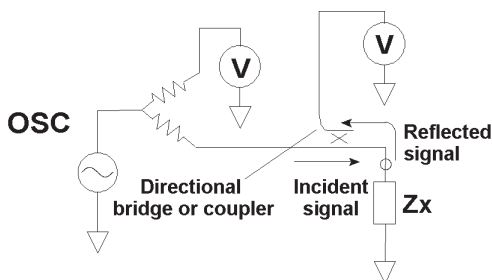 V
V
OSC
Reflected
signal
Directional
bridge or coupler
Incident
signal
Zx